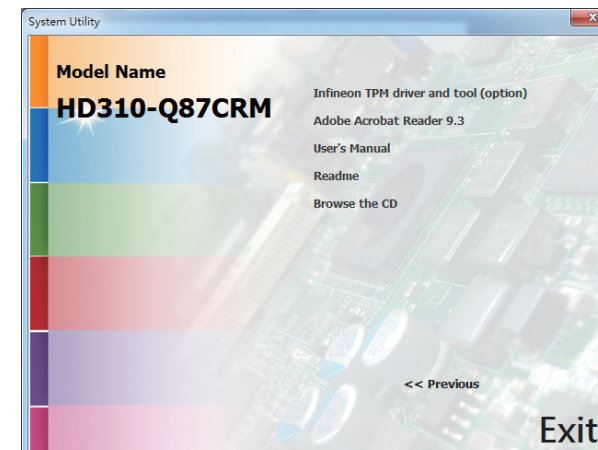 System Utility
Model Name
HD310-Q87CRM
Infineon TPM driver and tool (option)
Adobe Acrobat Reader 9.3
User's Manual
Readme
Browse the CD
<< Previous
Exit